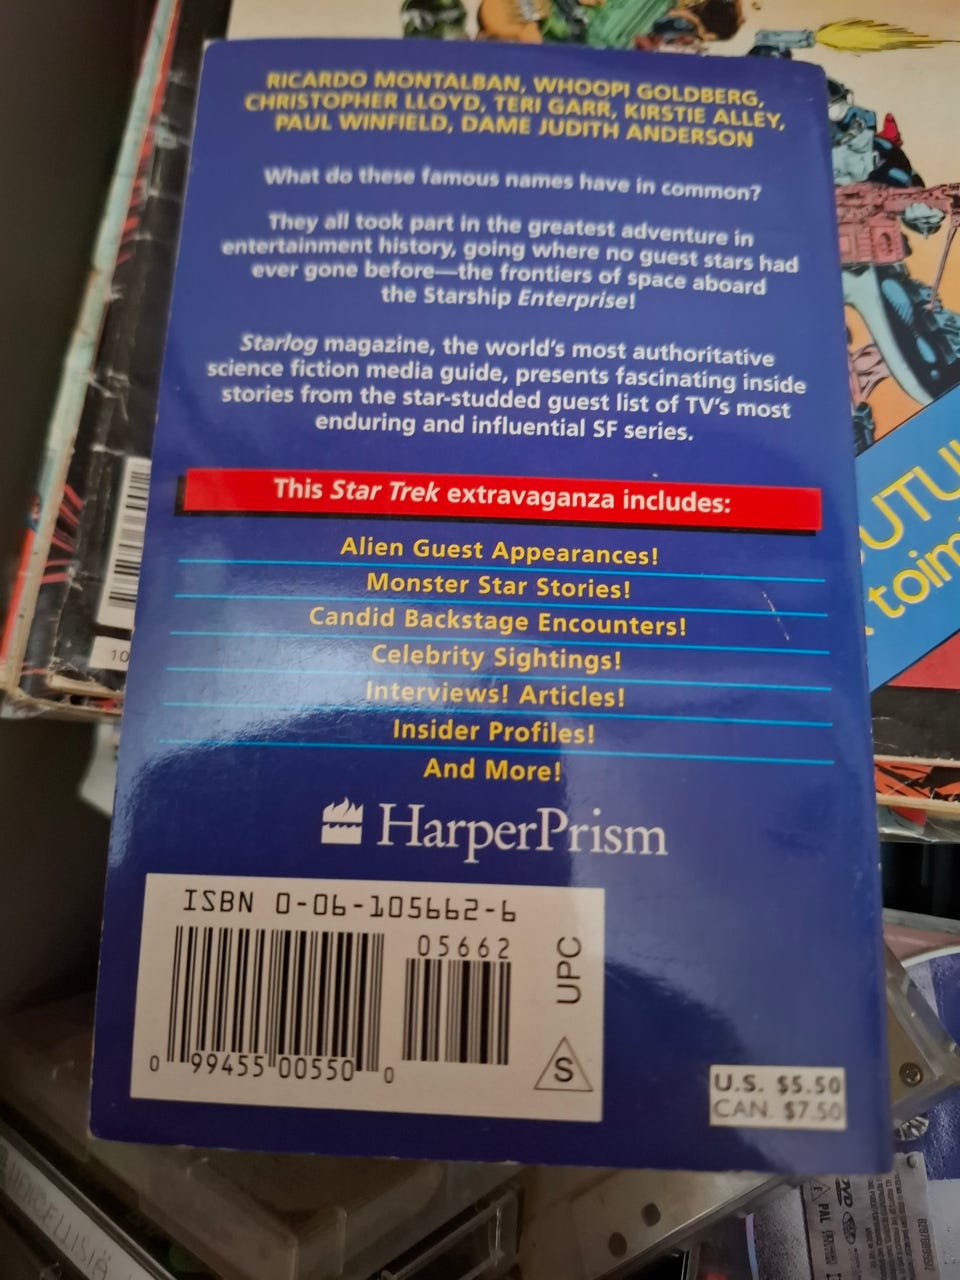 RICARDO MONTALBAN, WHOOPI GOLDBERG,
CHRISTOPHER LLOYD, TERI GARR, KIRSTIE ALLEY,
PAUL WINFIELD, DAME JUDITH ANDERSON
What do these famous names have in common?
They all took part in the greatest adventure in
entertainment history, going where no guest stars had
ever gone before—the frontiers of space aboard
the Starship Enterprise!
Starlog magazine, the world's most authoritative
science fiction media guide, presents fascinating inside
stories from the star-studded guest list of TV's most
enduring and influential SF series.
This Star Trek extravaganza includes:
Alien Guest Appearances!
Monster Star Stories!
Candid Backstage Encounters!
Celebrity Sightings!
Interviews! Articles!
Insider Profiles!
And More!
HarperPrism
ISBN 0-06-105662-6
05662
UPC
0 99455 00550 0
S
U.S. $5.50
CAN. $7.50
UTU
toim
10
DVD
PAL